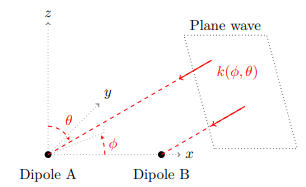 z
Plane wave
k(ϕ, θ)
y
θ
ϕ
x
Dipole A
Dipole B